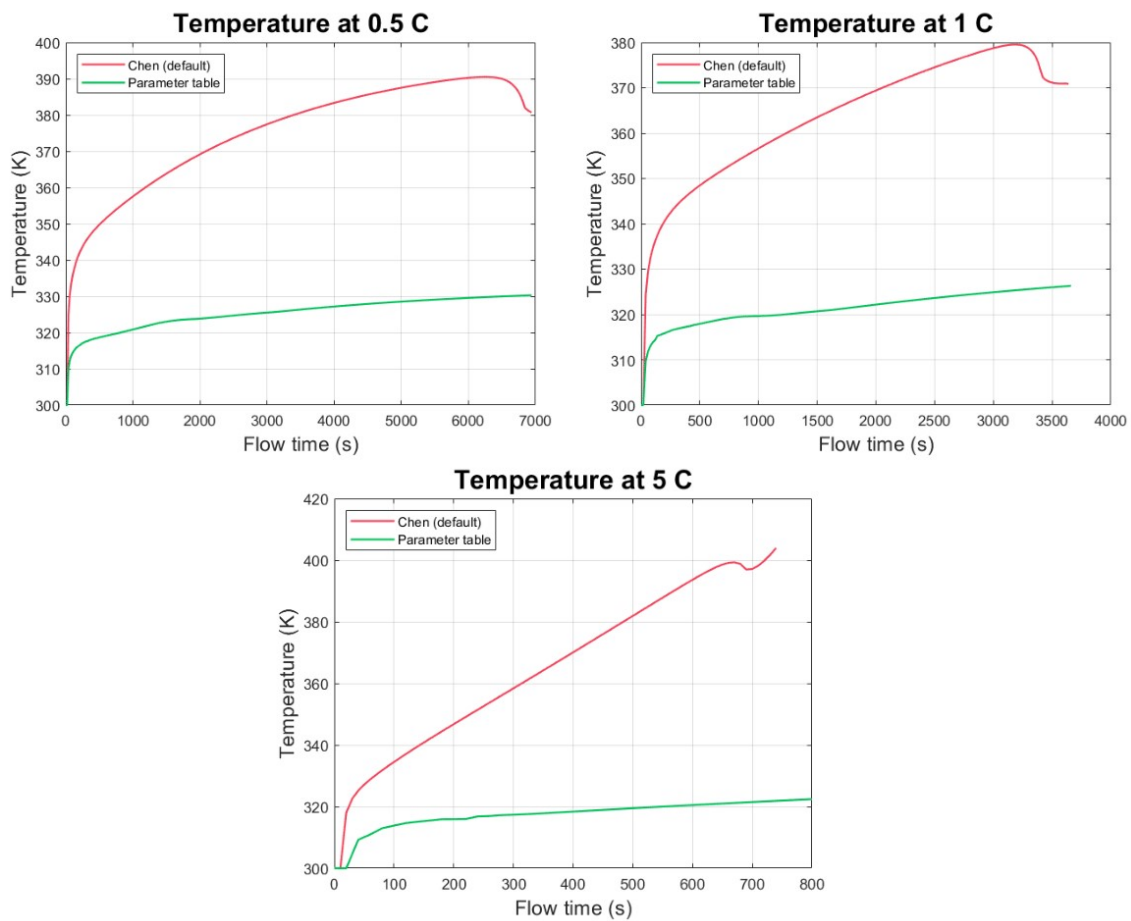 Temperature at 0.5 C
400
390
380
370
360
350
340
330
320
310
300
Temperature (K)
Chen (default)
Parameter table
0 1000 2000 3000 4000 5000 6000 7000
Flow time (s)
Temperature at 1 C
380
370
360
350
340
330
320
310
300
Temperature (K)
Chen (default)
Parameter table
0 500 1000 1500 2000 2500 3000 3500 4000
Flow time (s)
Temperature at 5 C
420
400
380
360
340
320
300
Temperature (K)
Chen (default)
Parameter table
0 100 200 300 400 500 600 700 800
Flow time (s)